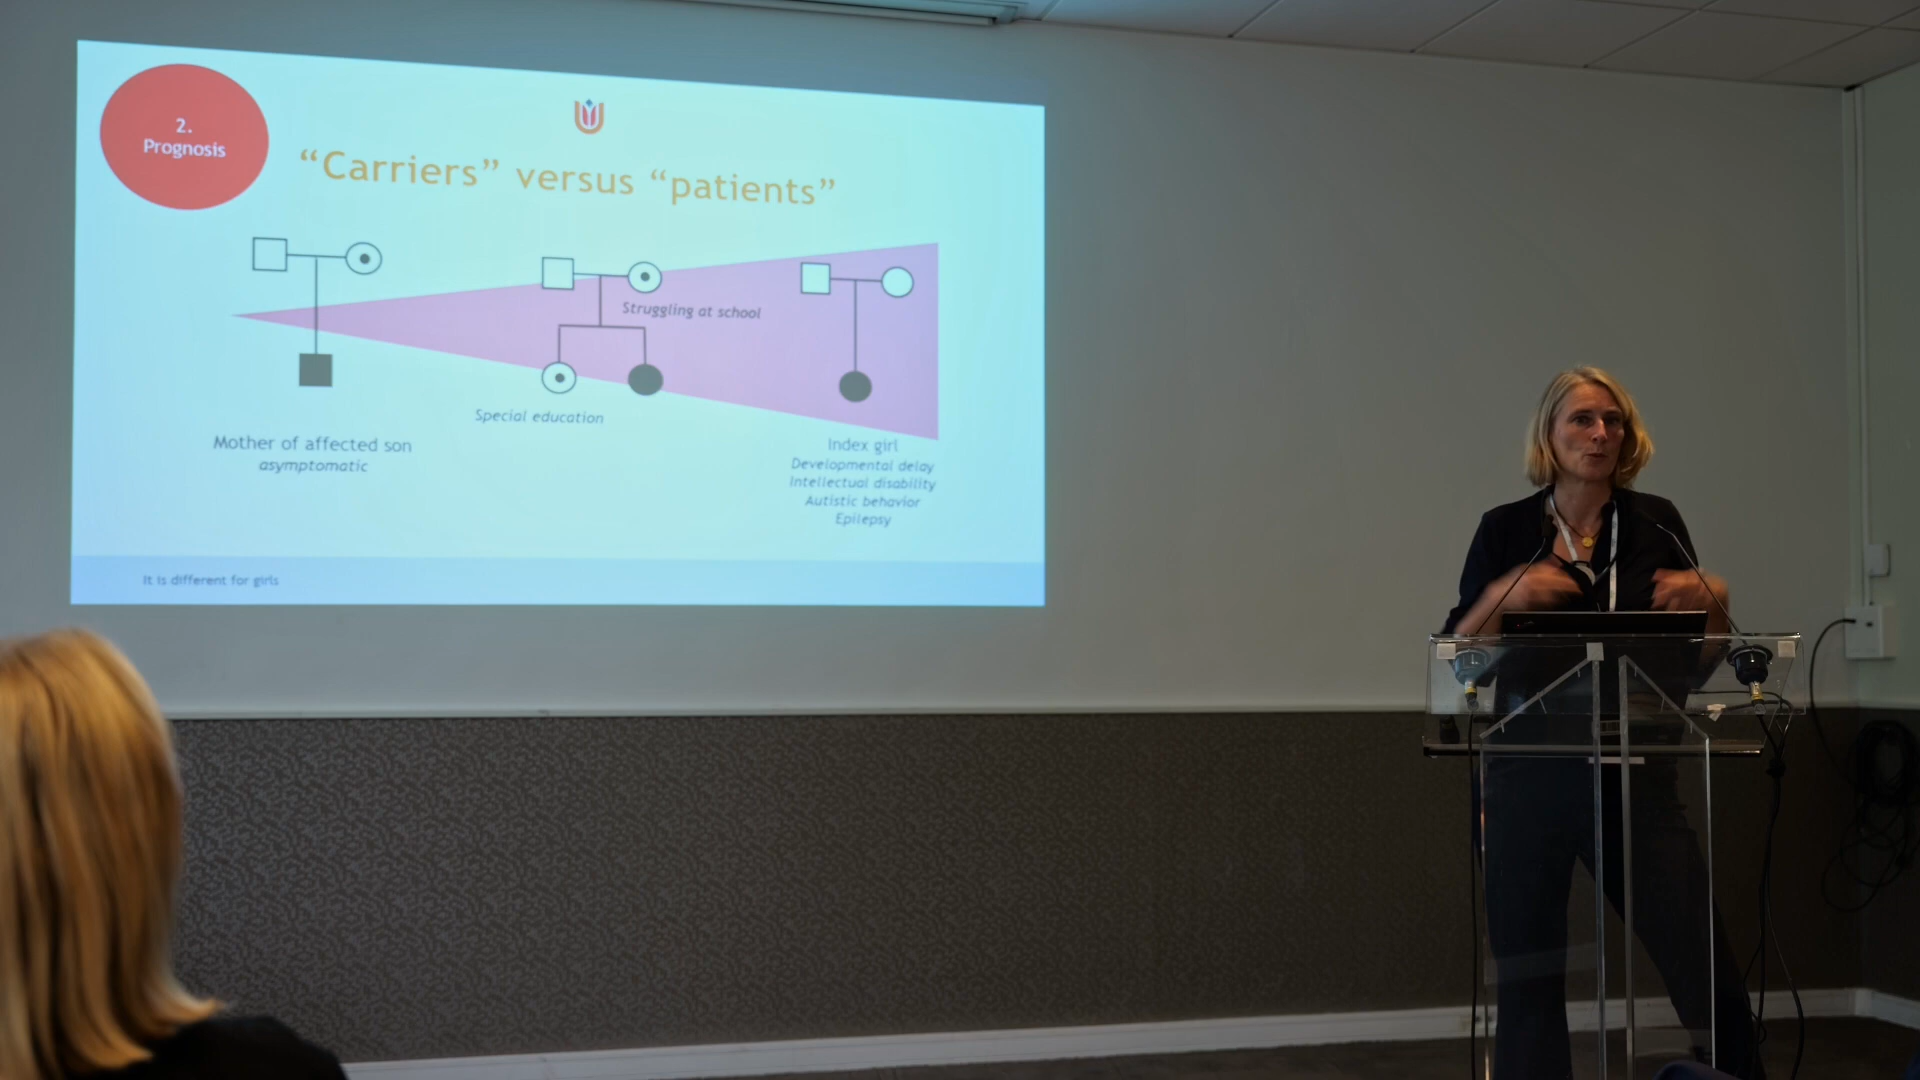 2.
Prognosis
“Carriers” versus “patients”
Struggling at school
Special education
Mother of affected son
asymptomatic
Index girl
Developmental delay
Intellectual disability
Autistic behavior
Epilepsy
It is different for girls